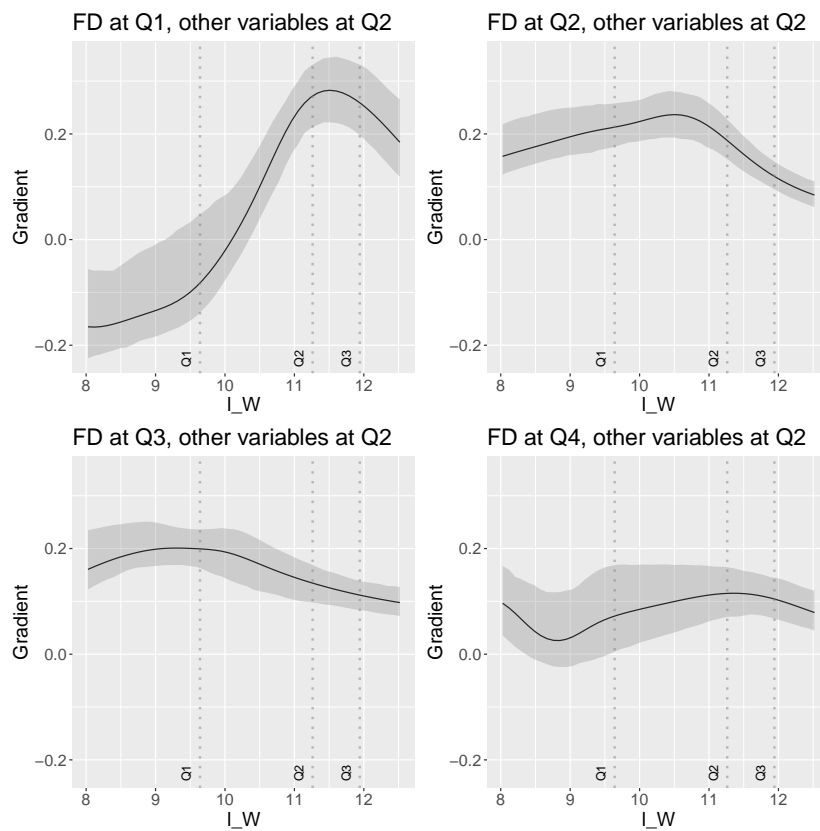 FD at Q1, other variables at Q2
Gradient
0.2
0.0
−0.2
Q1
Q2
Q3
8 9 10 11 12
I_W
FD at Q2, other variables at Q2
Gradient
0.2
0.0
−0.2
Q1
Q2
Q3
8 9 10 11 12
I_W
FD at Q3, other variables at Q2
Gradient
0.2
0.0
−0.2
Q1
Q2
Q3
8 9 10 11 12
I_W
FD at Q4, other variables at Q2
Gradient
0.2
0.0
−0.2
Q1
Q2
Q3
8 9 10 11 12
I_W